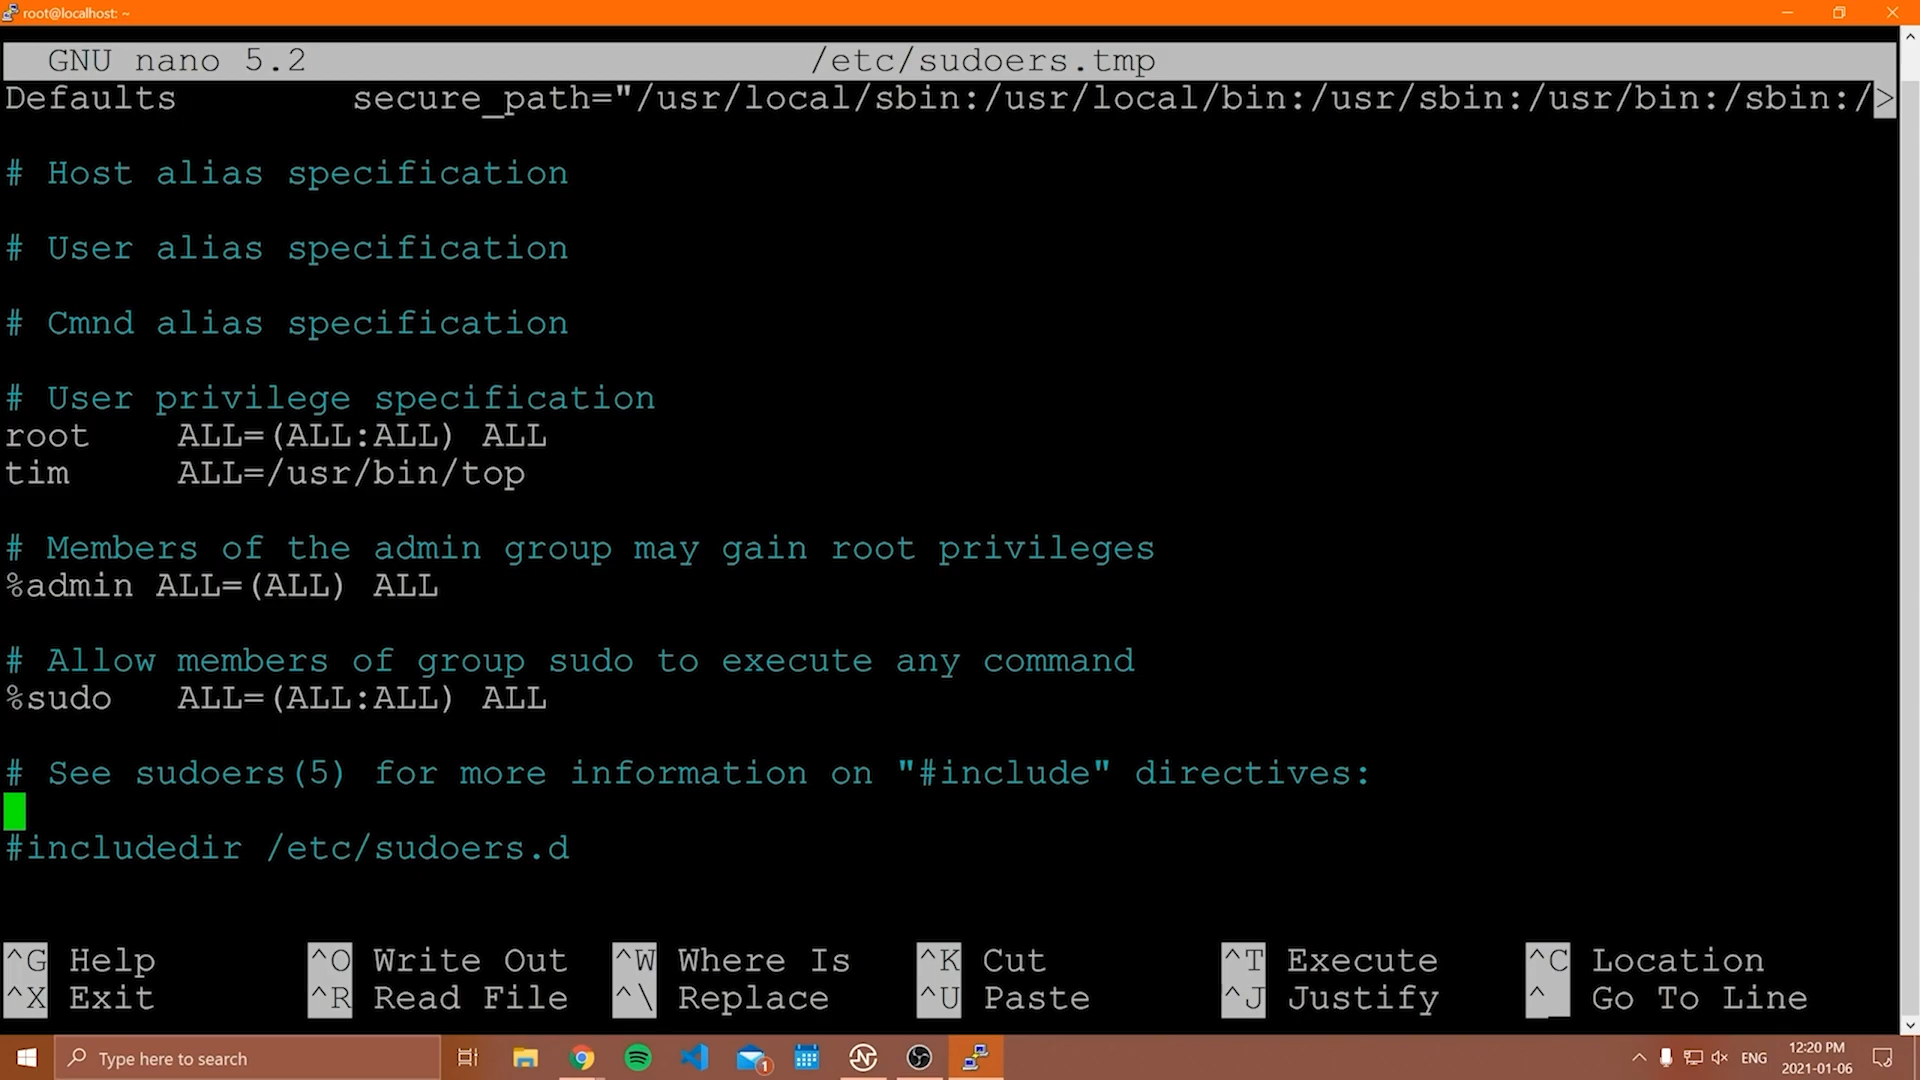 root@localhost: ~
GNU nano 5.2 /etc/sudoers.tmp
Defaults secure_path="/usr/local/sbin:/usr/local/bin:/usr/sbin:/usr/bin:/sbin:/>
# Host alias specification
# User alias specification
# Cmnd alias specification
# User privilege specification
root ALL=(ALL:ALL) ALL
tim ALL=/usr/bin/top
# Members of the admin group may gain root privileges
%admin ALL=(ALL) ALL
# Allow members of group sudo to execute any command
%sudo ALL=(ALL:ALL) ALL
# See sudoers(5) for more information on "#include" directives:
#includedir /etc/sudoers.d
^G Help ^O Write Out ^W Where Is ^K Cut ^T Execute ^C Location
^X Exit ^R Read File ^\ Replace ^U Paste ^J Justify ^_ Go To Line
Type here to search 1 ENG 12:20 PM
2021-01-06